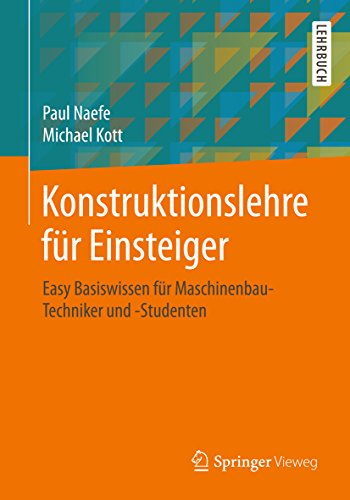 LEHRBUCH
Paul Naefe
Michael Kott
Konstruktionslehre
für Einsteiger
Easy Basiswissen für Maschinenbau-
Techniker und -Studenten
Springer Vieweg